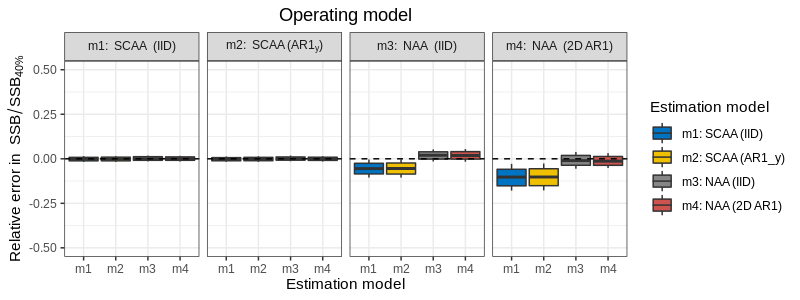 Operating model
m1: SCAA (IID)
m2: SCAA (AR1y)
m3: NAA (IID)
m4: NAA (2D AR1)
Relative error in SSB/SSB40%
0.50
0.25
0.00
-0.25
-0.50
m1 m2 m3 m4
m1 m2 m3 m4
m1 m2 m3 m4
m1 m2 m3 m4
Estimation model
Estimation model
m1: SCAA (IID)
m2: SCAA (AR1_y)
m3: NAA (IID)
m4: NAA (2D AR1)